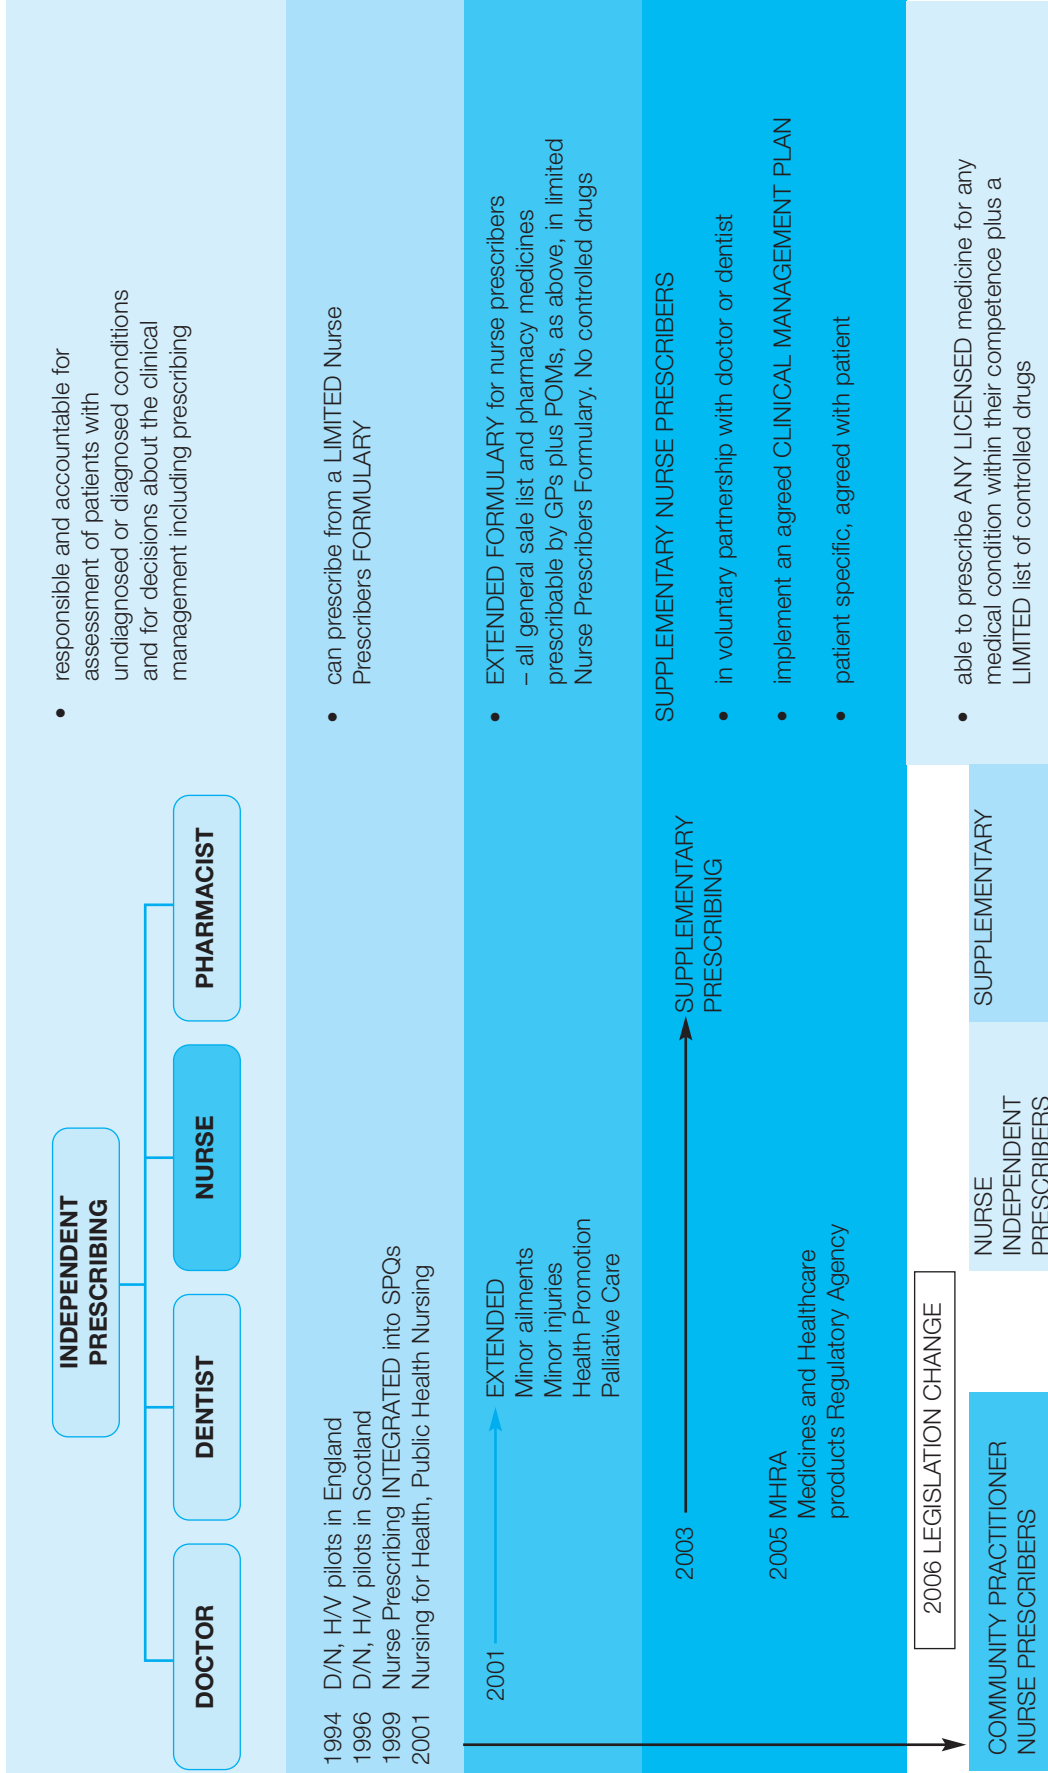 INDEPENDENT
PRESCRIBING
DOCTOR
DENTIST
NURSE
PHARMACIST
• responsible and accountable for
assessment of patients with
undiagnosed or diagnosed conditions
and for decisions about the clinical
management including prescribing
1994 D/N, H/V pilots in England
1996 D/N, H/V pilots in Scotland
1999 Nurse Prescribing INTEGRATED into SPQs
2001 Nursing for Health, Public Health Nursing
• can prescribe from a LIMITED Nurse
Prescribers FORMULARY
2001
EXTENDED
Minor ailments
Minor injuries
Health Promotion
Palliative Care
• EXTENDED FORMULARY for nurse prescribers
– all general sale list and pharmacy medicines
prescribable by GPs plus POMs, as above, in limited
Nurse Prescribers Formulary. No controlled drugs
2003
SUPPLEMENTARY
PRESCRIBING
2005 MHRA
Medicines and Healthcare
products Regulatory Agency
SUPPLEMENTARY NURSE PRESCRIBERS
• in voluntary partnership with doctor or dentist
• implement an agreed CLINICAL MANAGEMENT PLAN
• patient specific, agreed with patient
2006 LEGISLATION CHANGE
COMMUNITY PRACTITIONER
NURSE PRESCRIBERS
NURSE
INDEPENDENT
PRESCRIBERS
SUPPLEMENTARY
• able to prescribe ANY LICENSED medicine for any
medical condition within their competence plus a
LIMITED list of controlled drugs